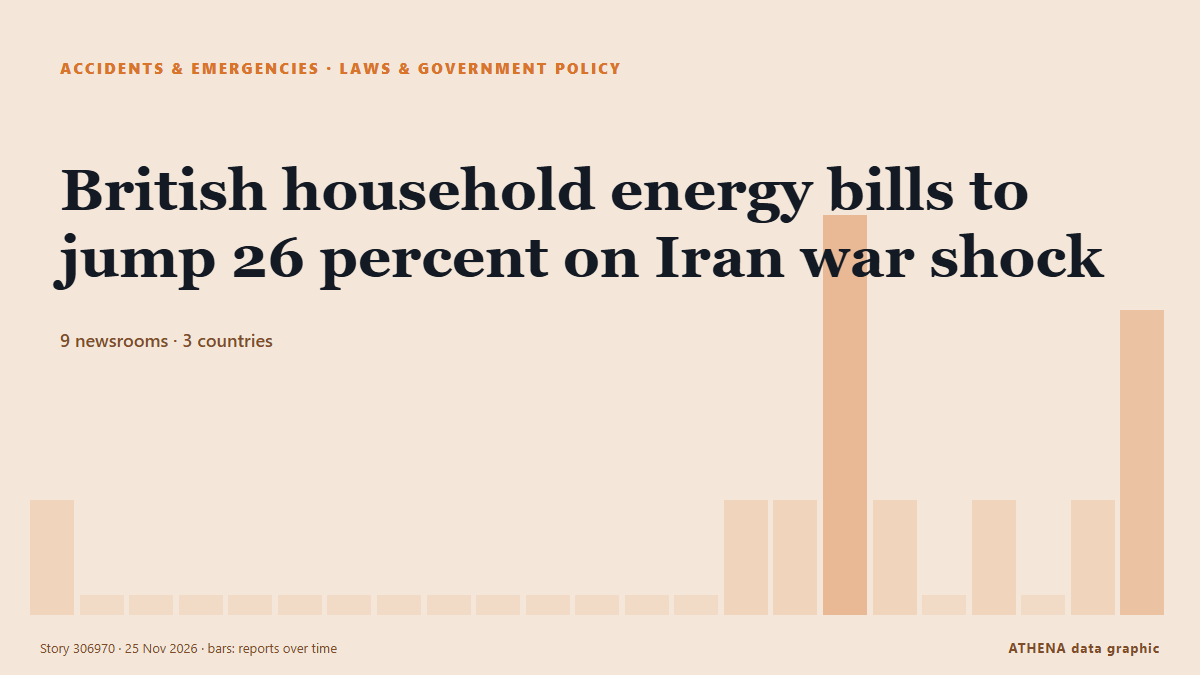 ACCIDENTS & EMERGENCIES · LAWS & GOVERNMENT POLICY
British household energy bills to
jump 26 percent on Iran war shock
9 newsrooms · 3 countries
Story 306970 · 25 Nov 2026 · bars: reports over time
ATHENA data graphic